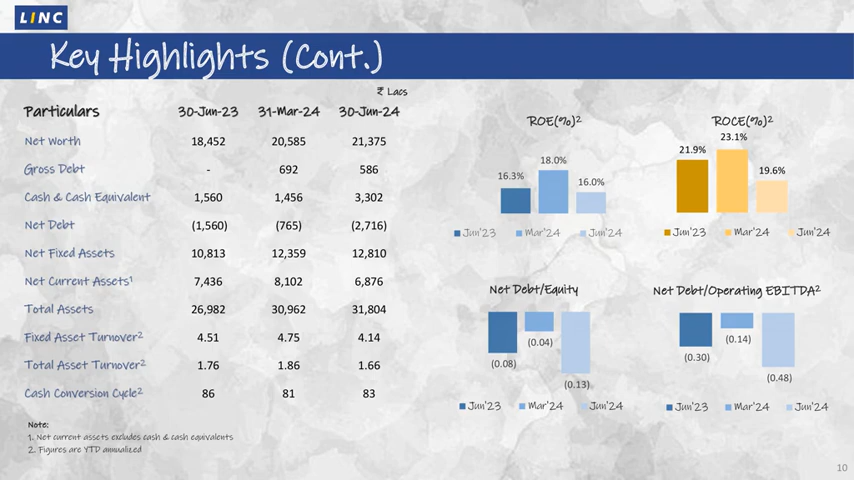 LINC
Key Highlights (Cont.)
₹ Lacs
Particulars 30-Jun-23 31-Mar-24 30-Jun-24
Net Worth 18,452 20,585 21,375
Gross Debt - 692 586
Cash & Cash Equivalent 1,560 1,456 3,302
Net Debt (1,560) (765) (2,716)
Net Fixed Assets 10,813 12,359 12,810
Net Current Assets¹ 7,436 8,102 6,876
Total Assets 26,982 30,962 31,804
Fixed Asset Turnover² 4.51 4.75 4.14
Total Asset Turnover² 1.76 1.86 1.66
Cash Conversion Cycle² 86 81 83
Note:
1. Net current assets excludes cash & cash equivalents
2. Figures are YTD annualized
ROE(%)²
16.3% 18.0% 16.0%
Jun'23 Mar'24 Jun'24
ROCE(%)²
21.9% 23.1% 19.6%
Jun'23 Mar'24 Jun'24
Net Debt/Equity
(0.08) (0.04) (0.13)
Jun'23 Mar'24 Jun'24
Net Debt/Operating EBITDA²
(0.30) (0.14) (0.48)
Jun'23 Mar'24 Jun'24
10